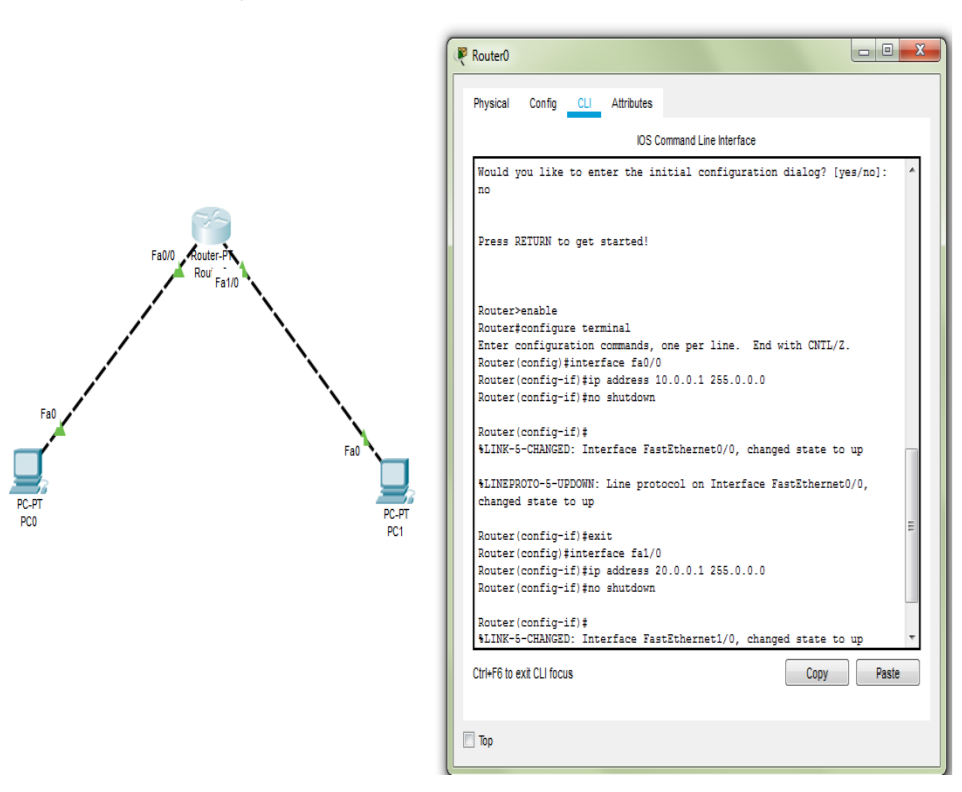 Fa0/0
Router-PT
Rou
Fa1/0
Fa0
PC-PT
PC0
Fa0
PC-PT
PC1
Router0
X
Physical Config CLI Attributes
IOS Command Line Interface
Would you like to enter the initial configuration dialog? [yes/no]:
no
Press RETURN to get started!
Router>enable
Router#configure terminal
Enter configuration commands, one per line. End with CNTL/Z.
Router(config)#interface fa0/0
Router(config-if)#ip address 10.0.0.1 255.0.0.0
Router(config-if)#no shutdown
Router(config-if)#
%LINK-5-CHANGED: Interface FastEthernet0/0, changed state to up
%LINEPROTO-5-UPDOWN: Line protocol on Interface FastEthernet0/0,
changed state to up
Router(config-if)#exit
Router(config)#interface fa1/0
Router(config-if)#ip address 20.0.0.1 255.0.0.0
Router(config-if)#no shutdown
Router(config-if)#
%LINK-5-CHANGED: Interface FastEthernet1/0, changed state to up
Ctrl+F6 to exit CLI focus
Copy
Paste
Top